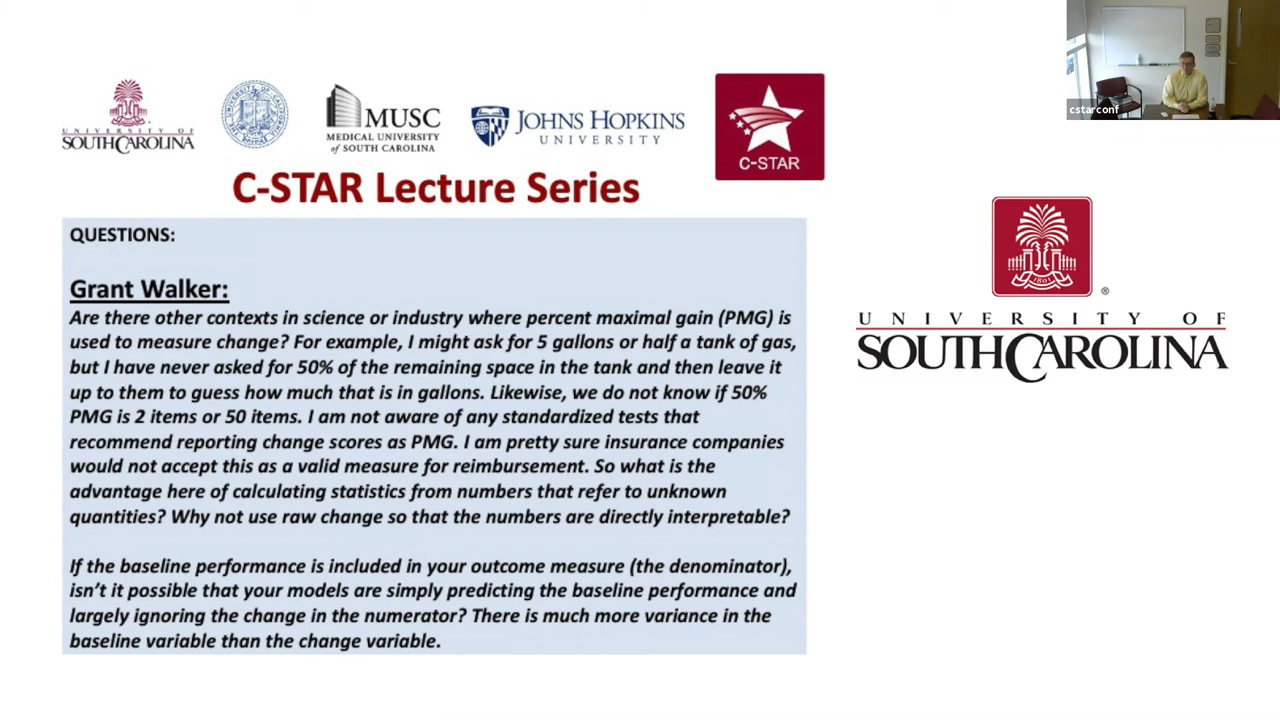 cstarconf
UNIVERSITY OF
SOUTH CAROLINA
MUSC
MEDICAL UNIVERSITY
of SOUTH CAROLINA
JOHNS HOPKINS
UNIVERSITY
C-STAR
C-STAR Lecture Series
QUESTIONS:
Grant Walker:
Are there other contexts in science or industry where percent maximal gain (PMG) is
used to measure change? For example, I might ask for 5 gallons or half a tank of gas,
but I have never asked for 50% of the remaining space in the tank and then leave it
up to them to guess how much that is in gallons. Likewise, we do not know if 50%
PMG is 2 items or 50 items. I am not aware of any standardized tests that
recommend reporting change scores as PMG. I am pretty sure insurance companies
would not accept this as a valid measure for reimbursement. So what is the
advantage here of calculating statistics from numbers that refer to unknown
quantities? Why not use raw change so that the numbers are directly interpretable?
If the baseline performance is included in your outcome measure (the denominator),
isn't it possible that your models are simply predicting the baseline performance and
largely ignoring the change in the numerator? There is much more variance in the
baseline variable than the change variable.
1801
®
UNIVERSITY OF
SOUTH CAROLINA